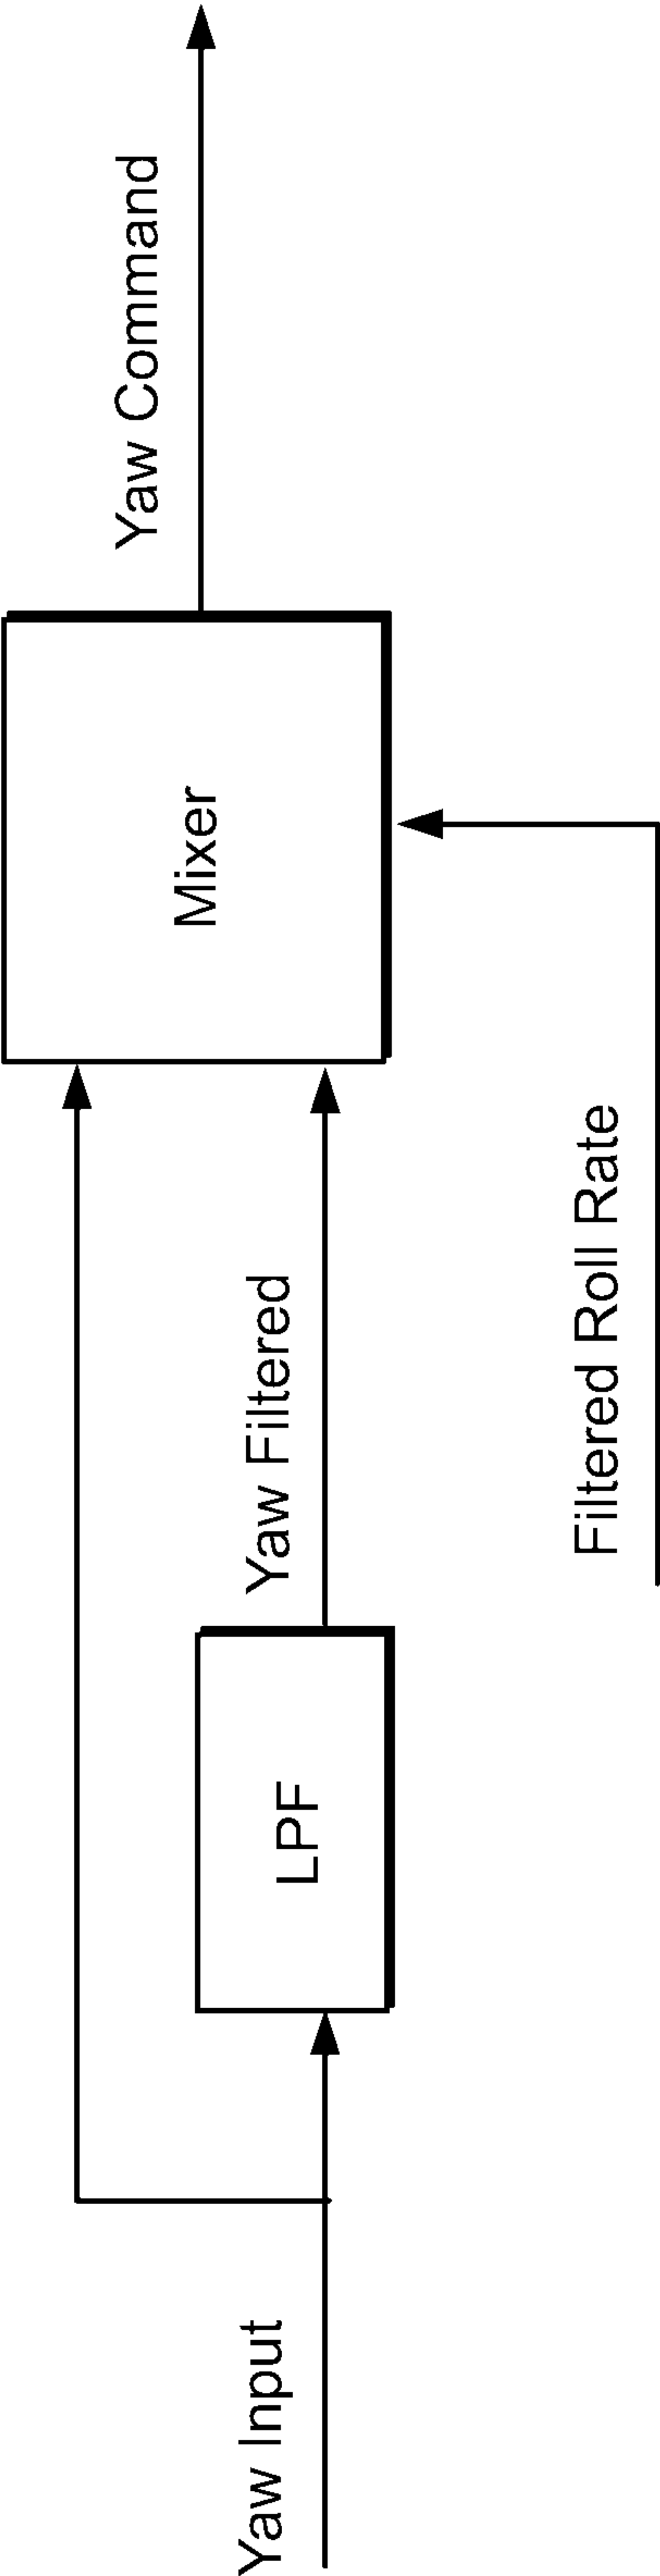 Yaw Input
LPF
Yaw Filtered
Mixer
Yaw Command
Filtered Roll Rate